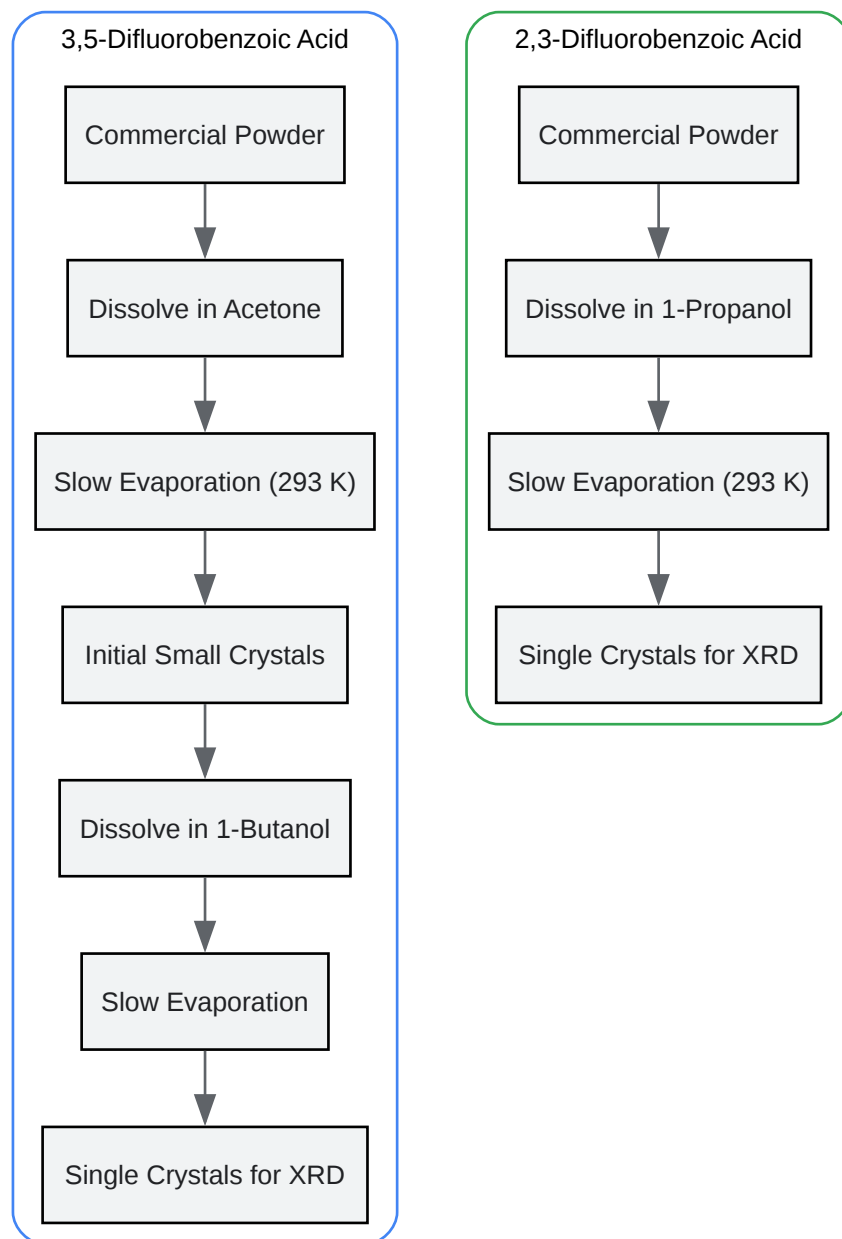 3,5-Difluorobenzoic Acid
Commercial Powder
Dissolve in Acetone
Slow Evaporation (293 K)
Initial Small Crystals
Dissolve in 1-Butanol
Slow Evaporation
Single Crystals for XRD
2,3-Difluorobenzoic Acid
Commercial Powder
Dissolve in 1-Propanol
Slow Evaporation (293 K)
Single Crystals for XRD